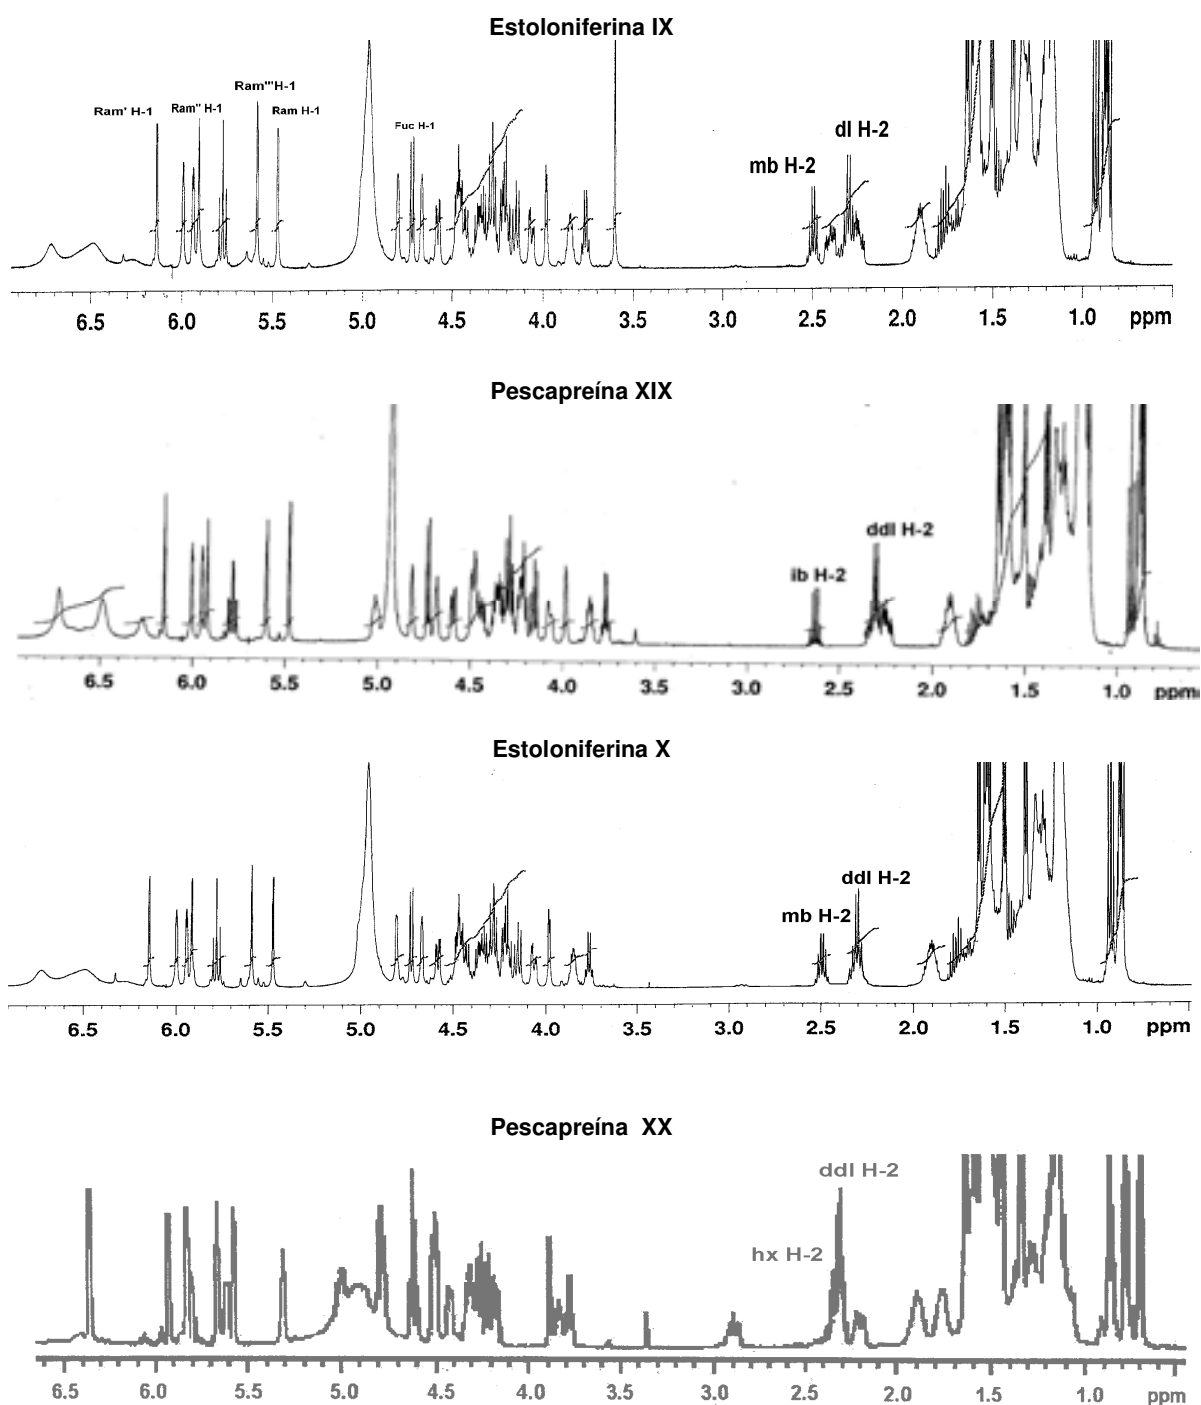 Estoloniferina IX
Ram' H-1
Ram'' H-1
Ram''' H-1
Ram H-1
Fuc H-1
mb H-2
dl H-2
6.5 6.0 5.5 5.0 4.5 4.0 3.5 3.0 2.5 2.0 1.5 1.0 ppm
Pescapreína XIX
ib H-2
ddl H-2
6.5 6.0 5.5 5.0 4.5 4.0 3.5 3.0 2.5 2.0 1.5 1.0 ppm
Estoloniferina X
mb H-2
ddl H-2
6.5 6.0 5.5 5.0 4.5 4.0 3.5 3.0 2.5 2.0 1.5 1.0 ppm
Pescapreína XX
ddl H-2
hx H-2
6.5 6.0 5.5 5.0 4.5 4.0 3.5 3.0 2.5 2.0 1.5 1.0 ppm